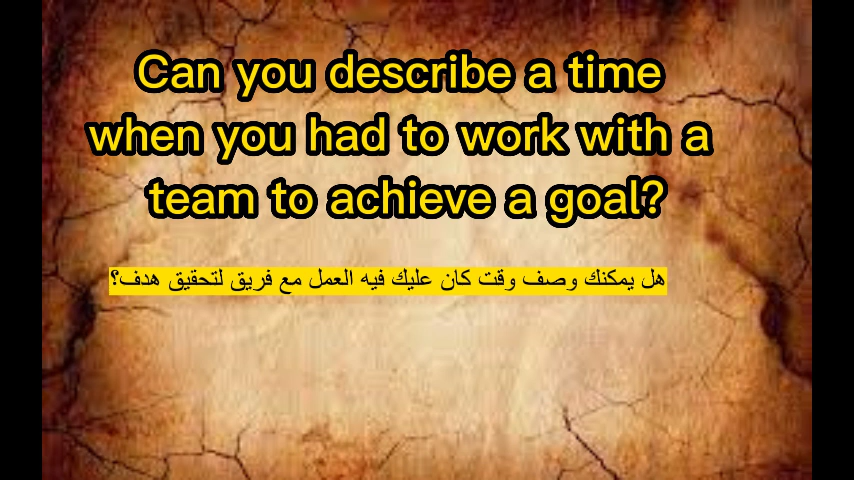 Can you describe a time
when you had to work with a
team to achieve a goal?
هل يمكنك وصف وقت كان عليك فيه العمل مع فريق لتحقيق هدف؟